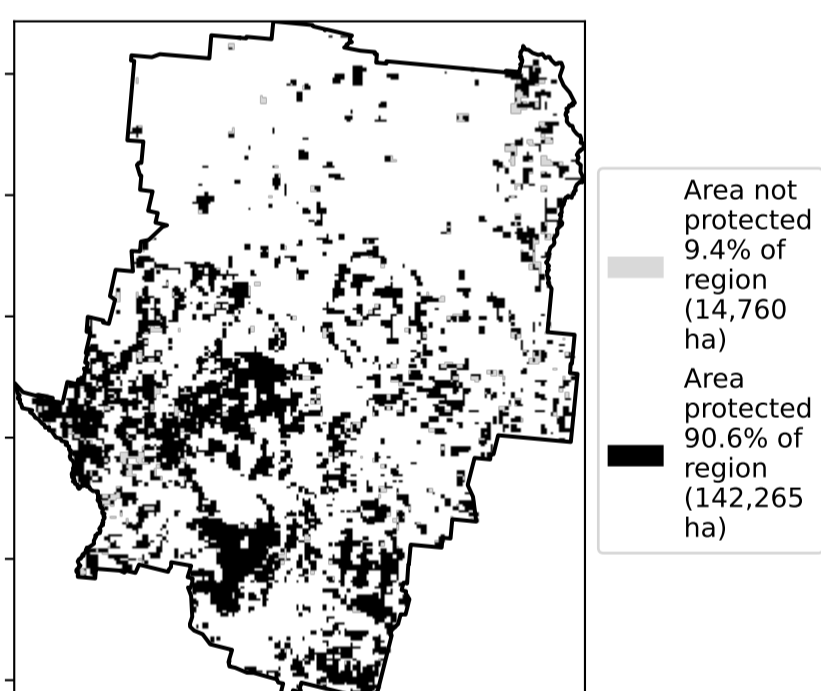 Area not
protected
9.4% of
region
(14,760
ha)
Area
protected
90.6% of
region
(142,265
ha)